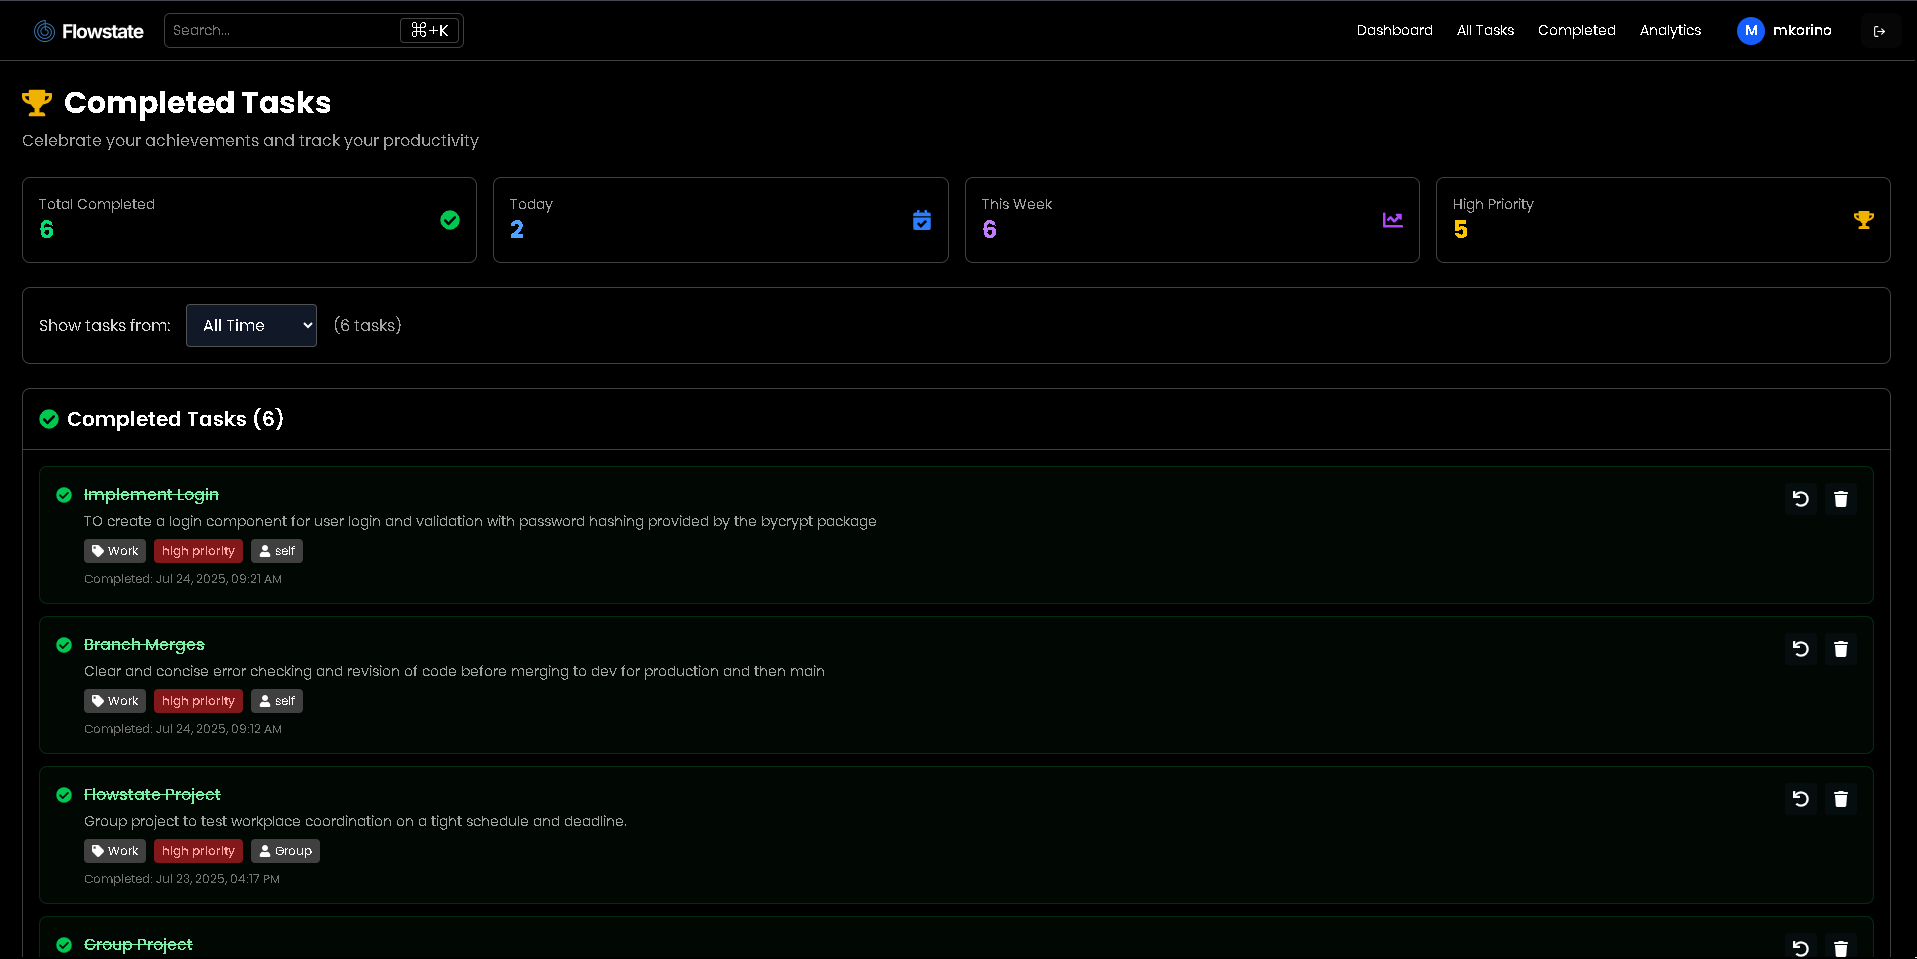 Flowstate
Search...
⌘+K
Dashboard
All Tasks
Completed
Analytics
M
mkorino
Completed Tasks
Celebrate your achievements and track your productivity
Total Completed
6
Today
2
This Week
6
High Priority
5
Show tasks from:
All Time
(6 tasks)
Completed Tasks (6)
Implement Login
TO create a login component for user login and validation with password hashing provided by the bycrypt package
Work
high priority
self
Completed: Jul 24, 2025, 09:21 AM
Branch Merges
Clear and concise error checking and revision of code before merging to dev for production and then main
Work
high priority
self
Completed: Jul 24, 2025, 09:12 AM
Flowstate Project
Group project to test workplace coordination on a tight schedule and deadline.
Work
high priority
Group
Completed: Jul 23, 2025, 04:17 PM
Group Project